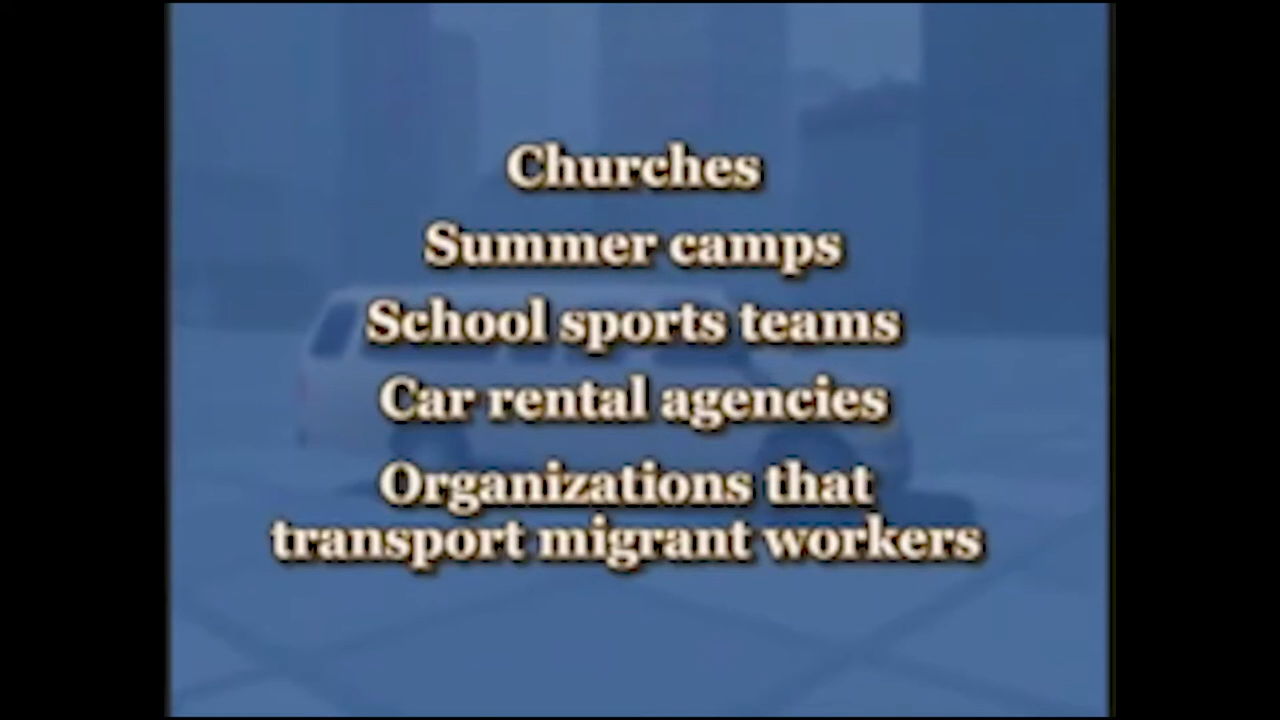 Churches
Summer camps
School sports teams
Car rental agencies
Organizations that
transport migrant workers